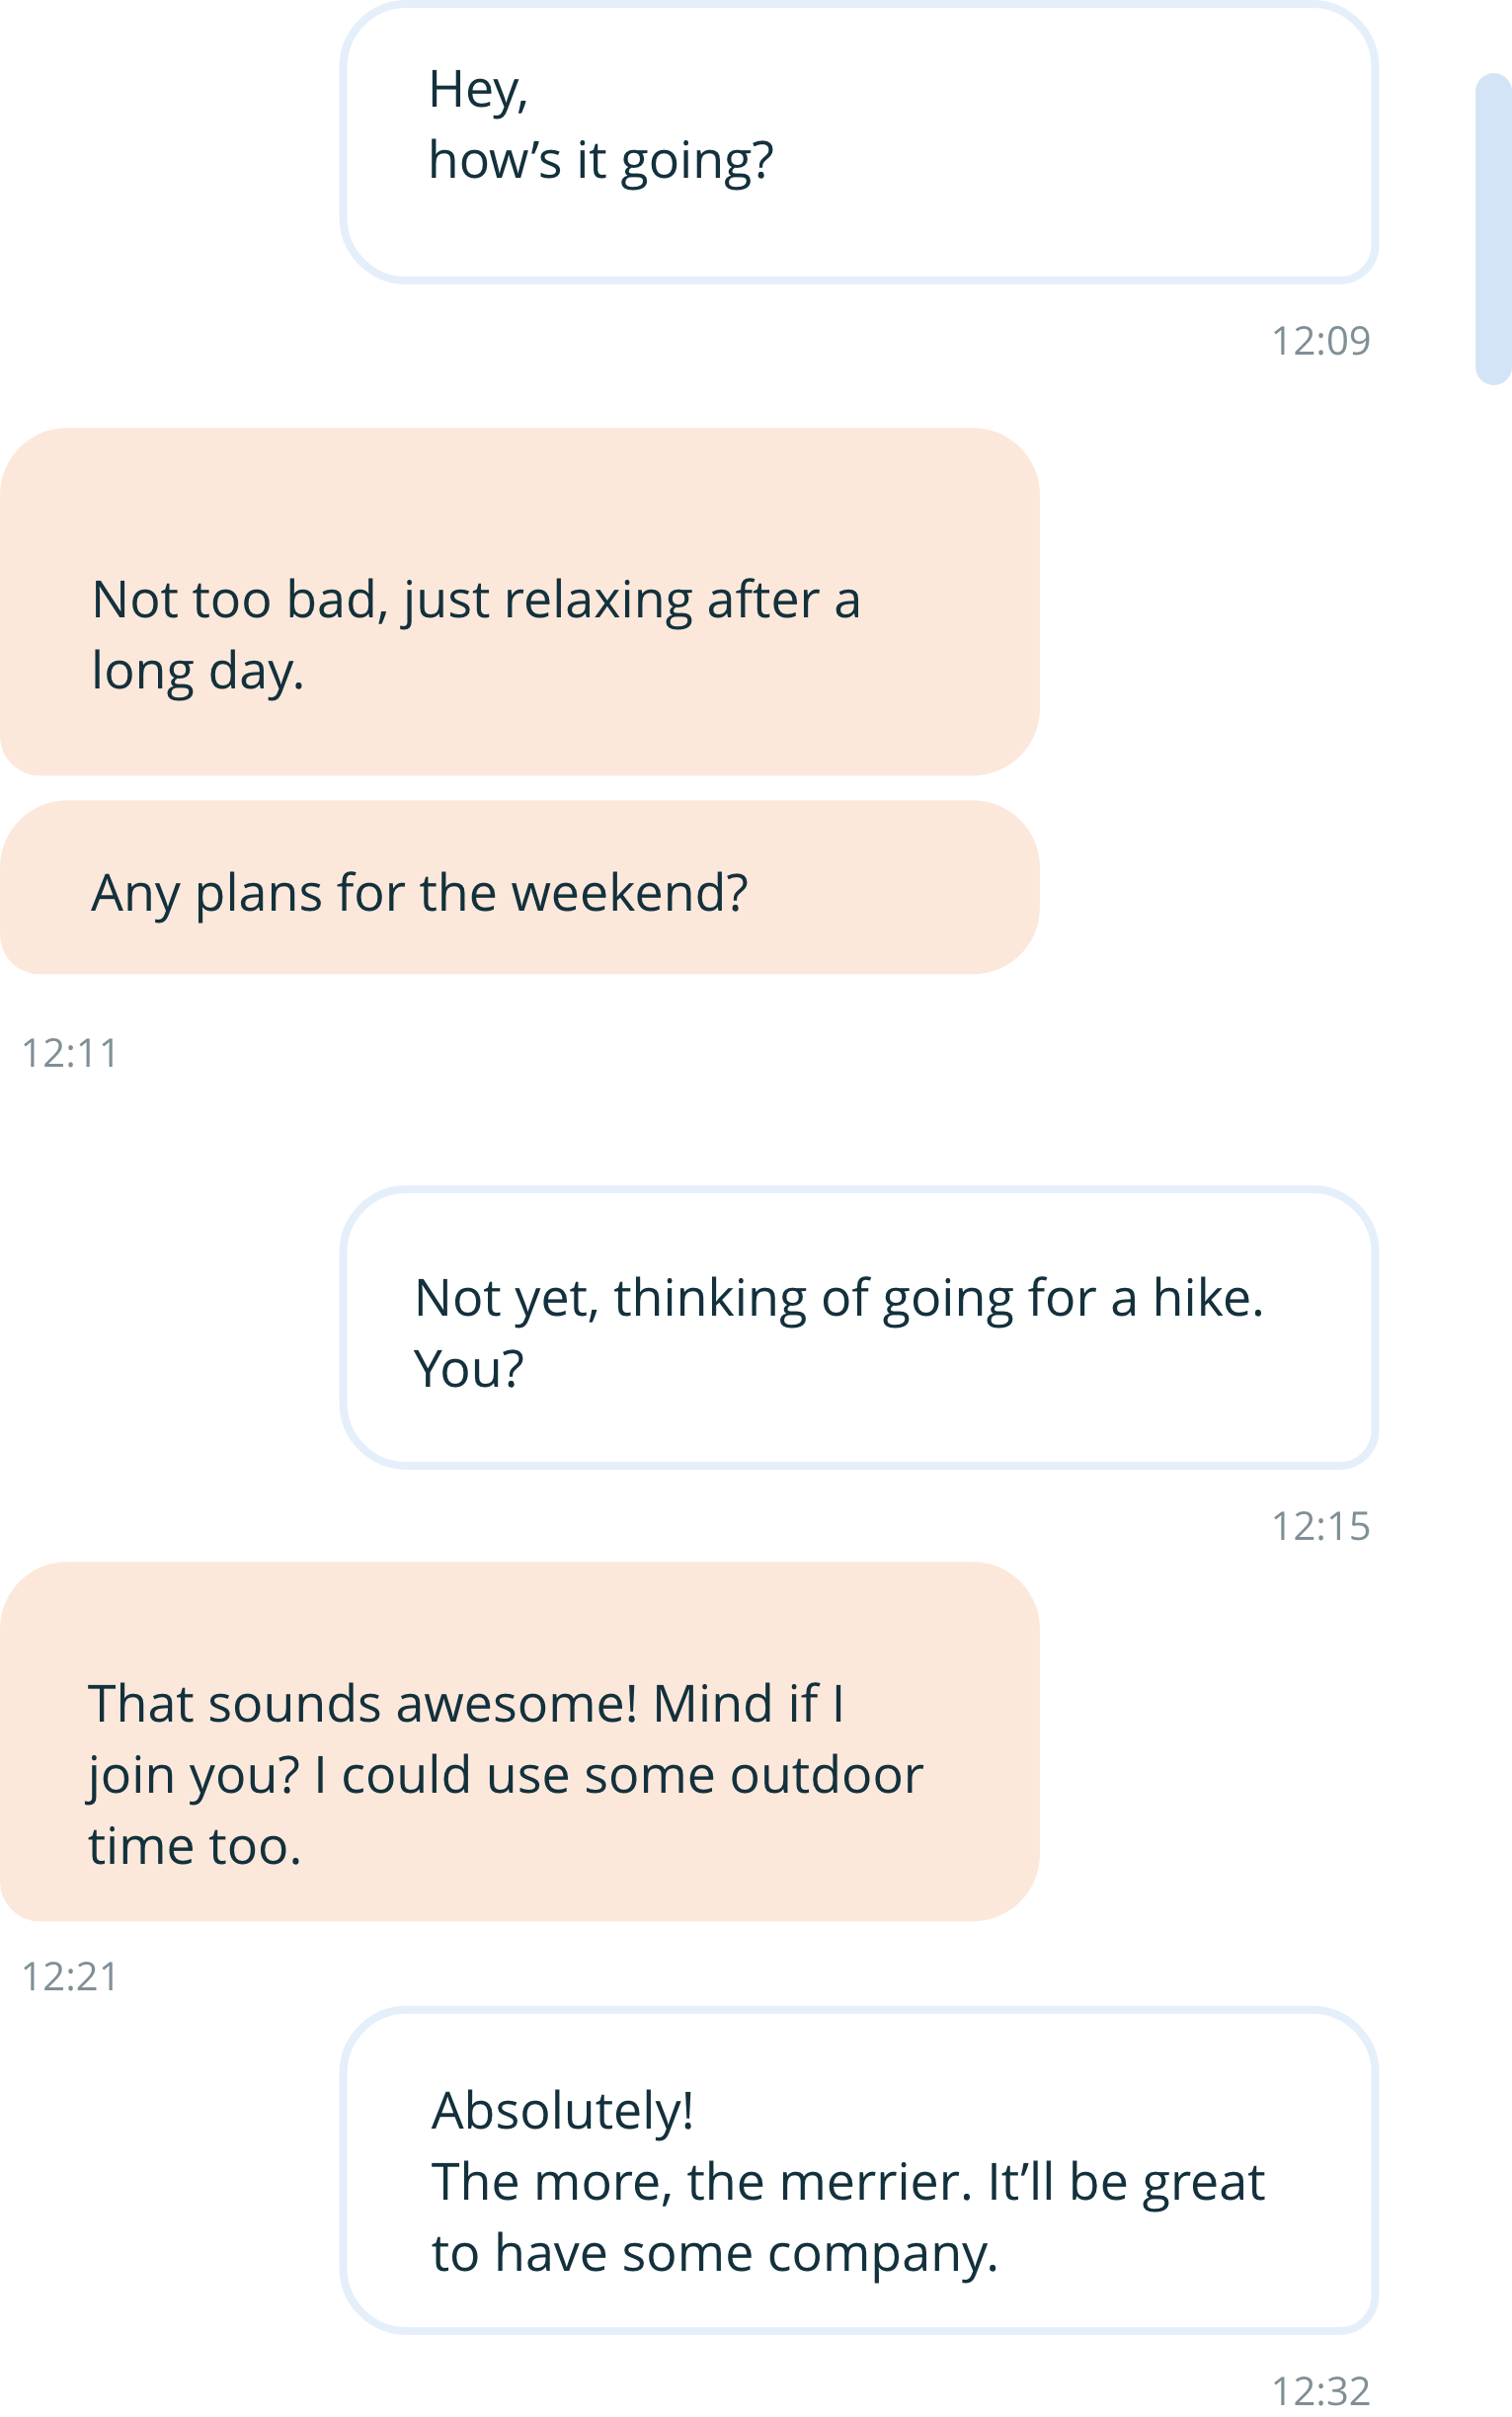 Hey,
how’s it going?
12:09
Not too bad, just relaxing after a
long day.
Any plans for the weekend?
12:11
Not yet, thinking of going for a hike.
You?
12:15
That sounds awesome! Mind if I
join you? I could use some outdoor
time too.
12:21
Absolutely!
The more, the merrier. It’ll be great
to have some company.
12:32